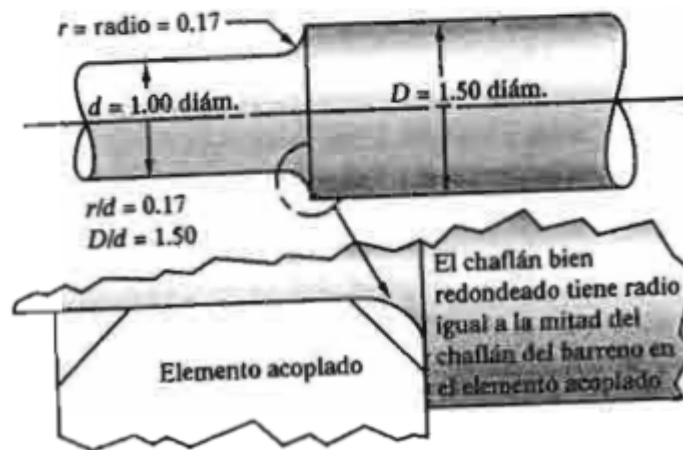 r = radio = 0.17
d = 1.00 diám.
D = 1.50 diám.
r/d = 0.17
D/d = 1.50
El chaflán bien
redondeado tiene radio
igual a la mitad del
chaflán del barreno en
el elemento acoplado
Elemento acoplado